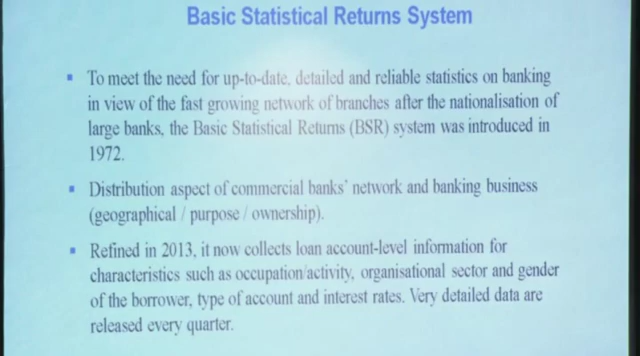 Basic Statistical Returns System
▪ To meet the need for up-to-date, detailed and reliable statistics on banking
in view of the fast growing network of branches after the nationalisation of
large banks, the Basic Statistical Returns (BSR) system was introduced in
1972.
▪ Distribution aspect of commercial banks' network and banking business
(geographical / purpose / ownership).
▪ Refined in 2013, it now collects loan account-level information for
characteristics such as occupation/activity, organisational sector and gender
of the borrower, type of account and interest rates. Very detailed data are
released every quarter.